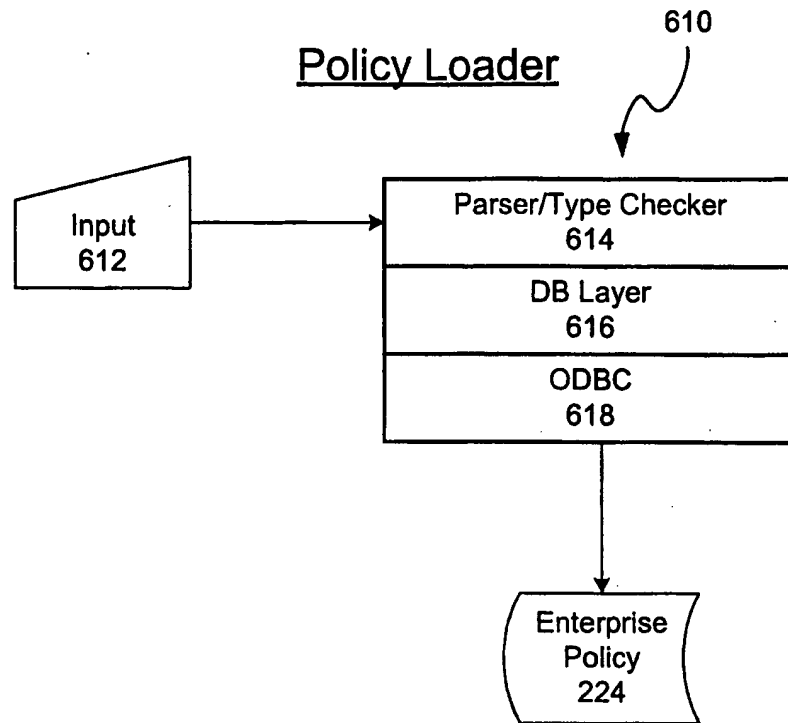 610
Policy Loader
Input
612
Parser/Type Checker
614
DB Layer
616
ODBC
618
Enterprise
Policy
224